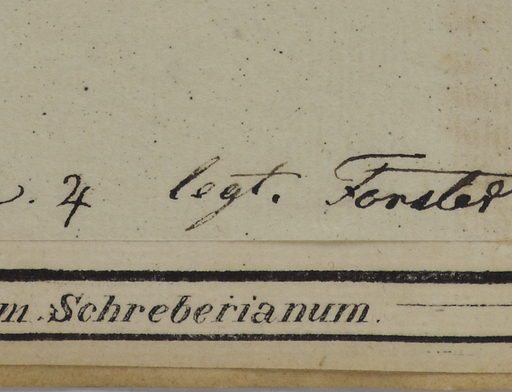 . 4 legt. Forster
m Schreberianum.